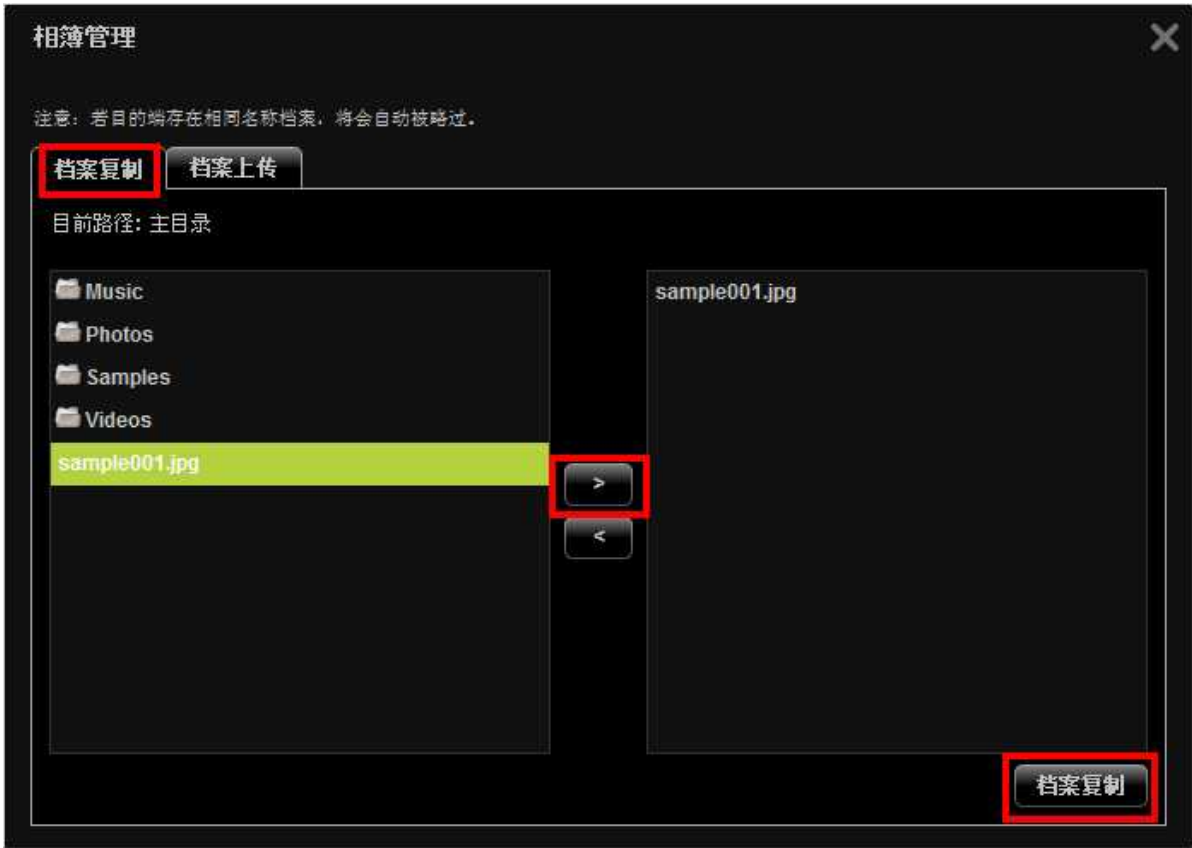 相簿管理
注意：若目的端存在相同名称档案，将会自动被略过。
档案复制 档案上传
目前路径: 主目录
Music
Photos
Samples
Videos
sample001.jpg
sample001.jpg
>
<
档案复制